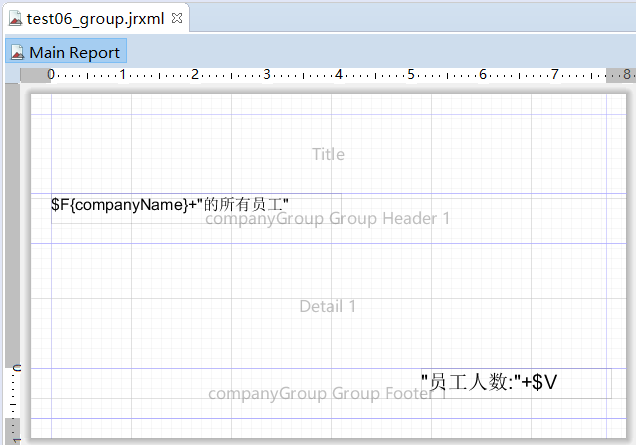 test06_group.jrxml
Main Report
0 1 2 3 4 5 6 7 8
Title
$F{companyName}+"的所有员工"
companyGroup Group Header 1
Detail 1
0
"员工人数:"+$V
companyGroup Group Footer 1
1